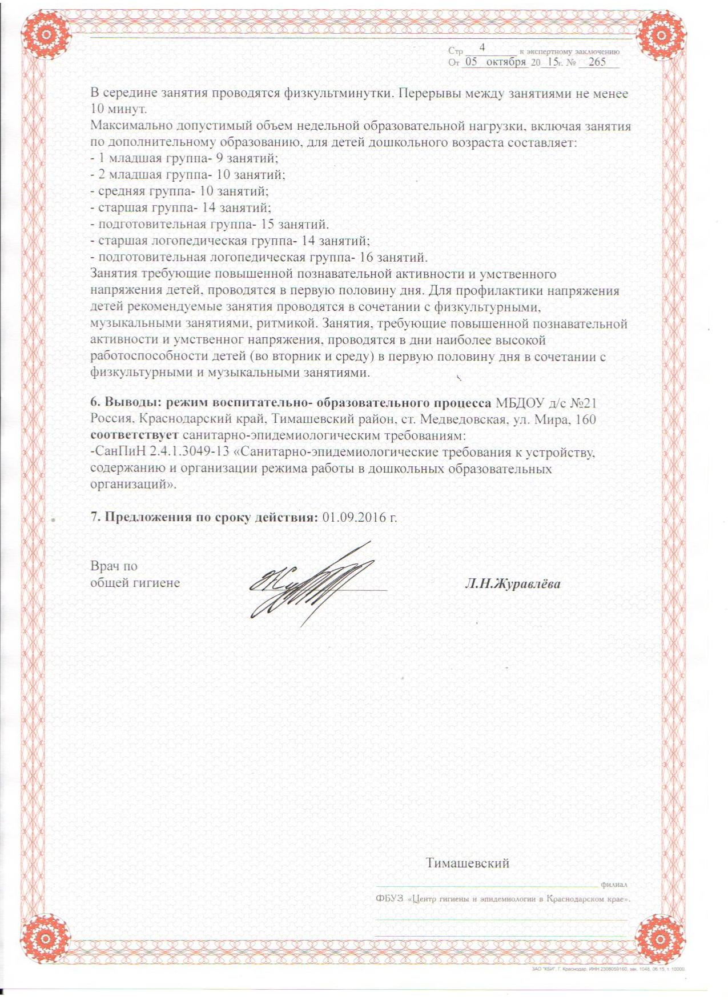 Стр 4 к экспертному заключению
От 05 октября 20 15г. № 265
В середине занятия проводятся физкультминутки. Перерывы между занятиями не менее
10 минут.
Максимально допустимый объем недельной образовательной нагрузки, включая занятия
по дополнительному образованию, для детей дошкольного возраста составляет:
- 1 младшая группа- 9 занятий;
- 2 младшая группа- 10 занятий;
- средняя группа- 10 занятий;
- старшая группа- 14 занятий;
- подготовительная группа- 15 занятий.
- старшая логопедическая группа- 14 занятий;
- подготовительная логопедическая группа- 16 занятий.
Занятия требующие повышенной познавательной активности и умственного
напряжения детей, проводятся в первую половину дня. Для профилактики напряжения
детей рекомендуемые занятия проводятся в сочетании с физкультурными,
музыкальными занятиями, ритмикой. Занятия, требующие повышенной познавательной
активности и умственног напряжения, проводятся в дни наиболее высокой
работоспособности детей (во вторник и среду) в первую половину дня в сочетании с
физкультурными и музыкальными занятиями.
6. Выводы: режим воспитательно- образовательного процесса МБДОУ д/с №21
Россия, Краснодарский край, Тимашевский район, ст. Медведовская, ул. Мира, 160
соответствует санитарно-эпидемиологическим требованиям:
-СанПиН 2.4.1.3049-13 «Санитарно-эпидемиологические требования к устройству,
содержанию и организации режима работы в дошкольных образовательных
организаций».
7. Предложения по сроку действия: 01.09.2016 г.
Врач по
общей гигиене Л.Н.Журавлёва
Тимашевский
филиал
ФБУЗ «Центр гигиены и эпидемиологии в Краснодарском крае».
ЗАО "КБИ", Г. Краснодар, ИНН 2308059160, зак. 1048, 06.15, т. 10000.